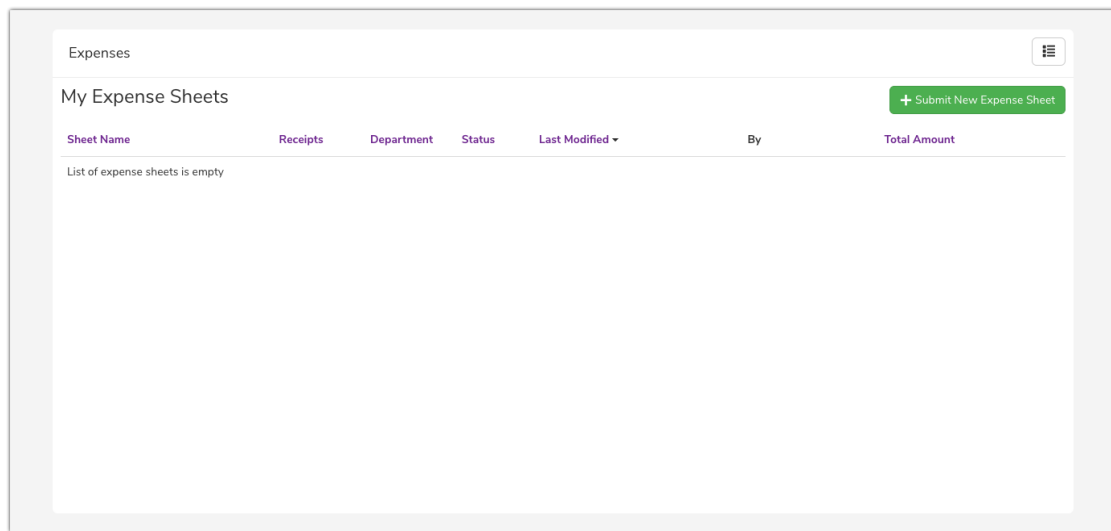 Expenses
My Expense Sheets
Submit New Expense Sheet
Sheet Name Receipts Department Status Last Modified By Total Amount
List of expense sheets is empty